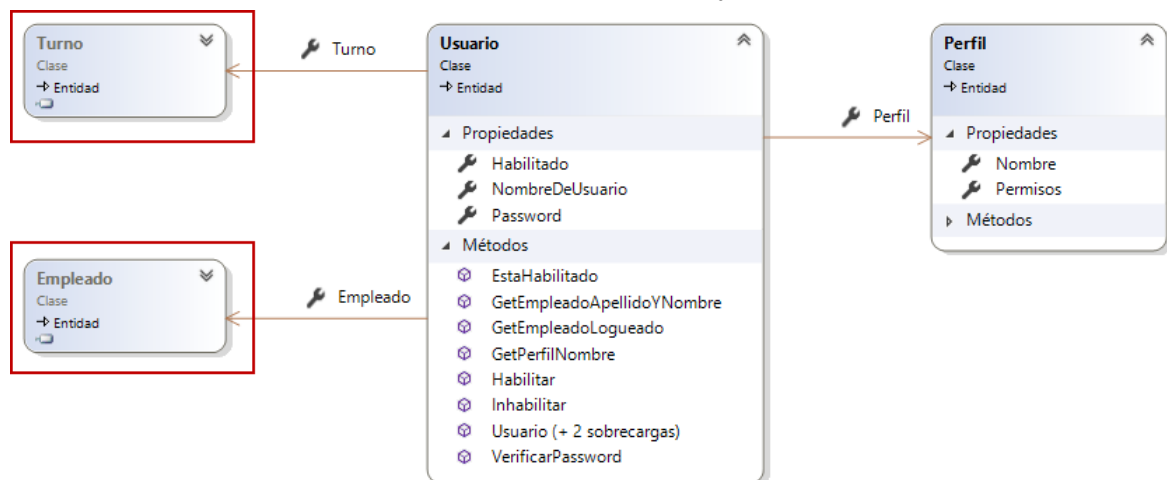 Turno
Clase
Entidad
Turno
Usuario
Clase
Entidad
Propiedades
Habilitado
NombreDeUsuario
Password
Métodos
EstaHabilitado
GetEmpleadoApellidoYNombre
GetEmpleadoLogueado
GetPerfilNombre
Habilitar
Inhabilitar
Usuario (+ 2 sobrecargas)
VerificarPassword
Perfil
Perfil
Clase
Entidad
Propiedades
Nombre
Permisos
Métodos
Empleado
Clase
Entidad
Empleado